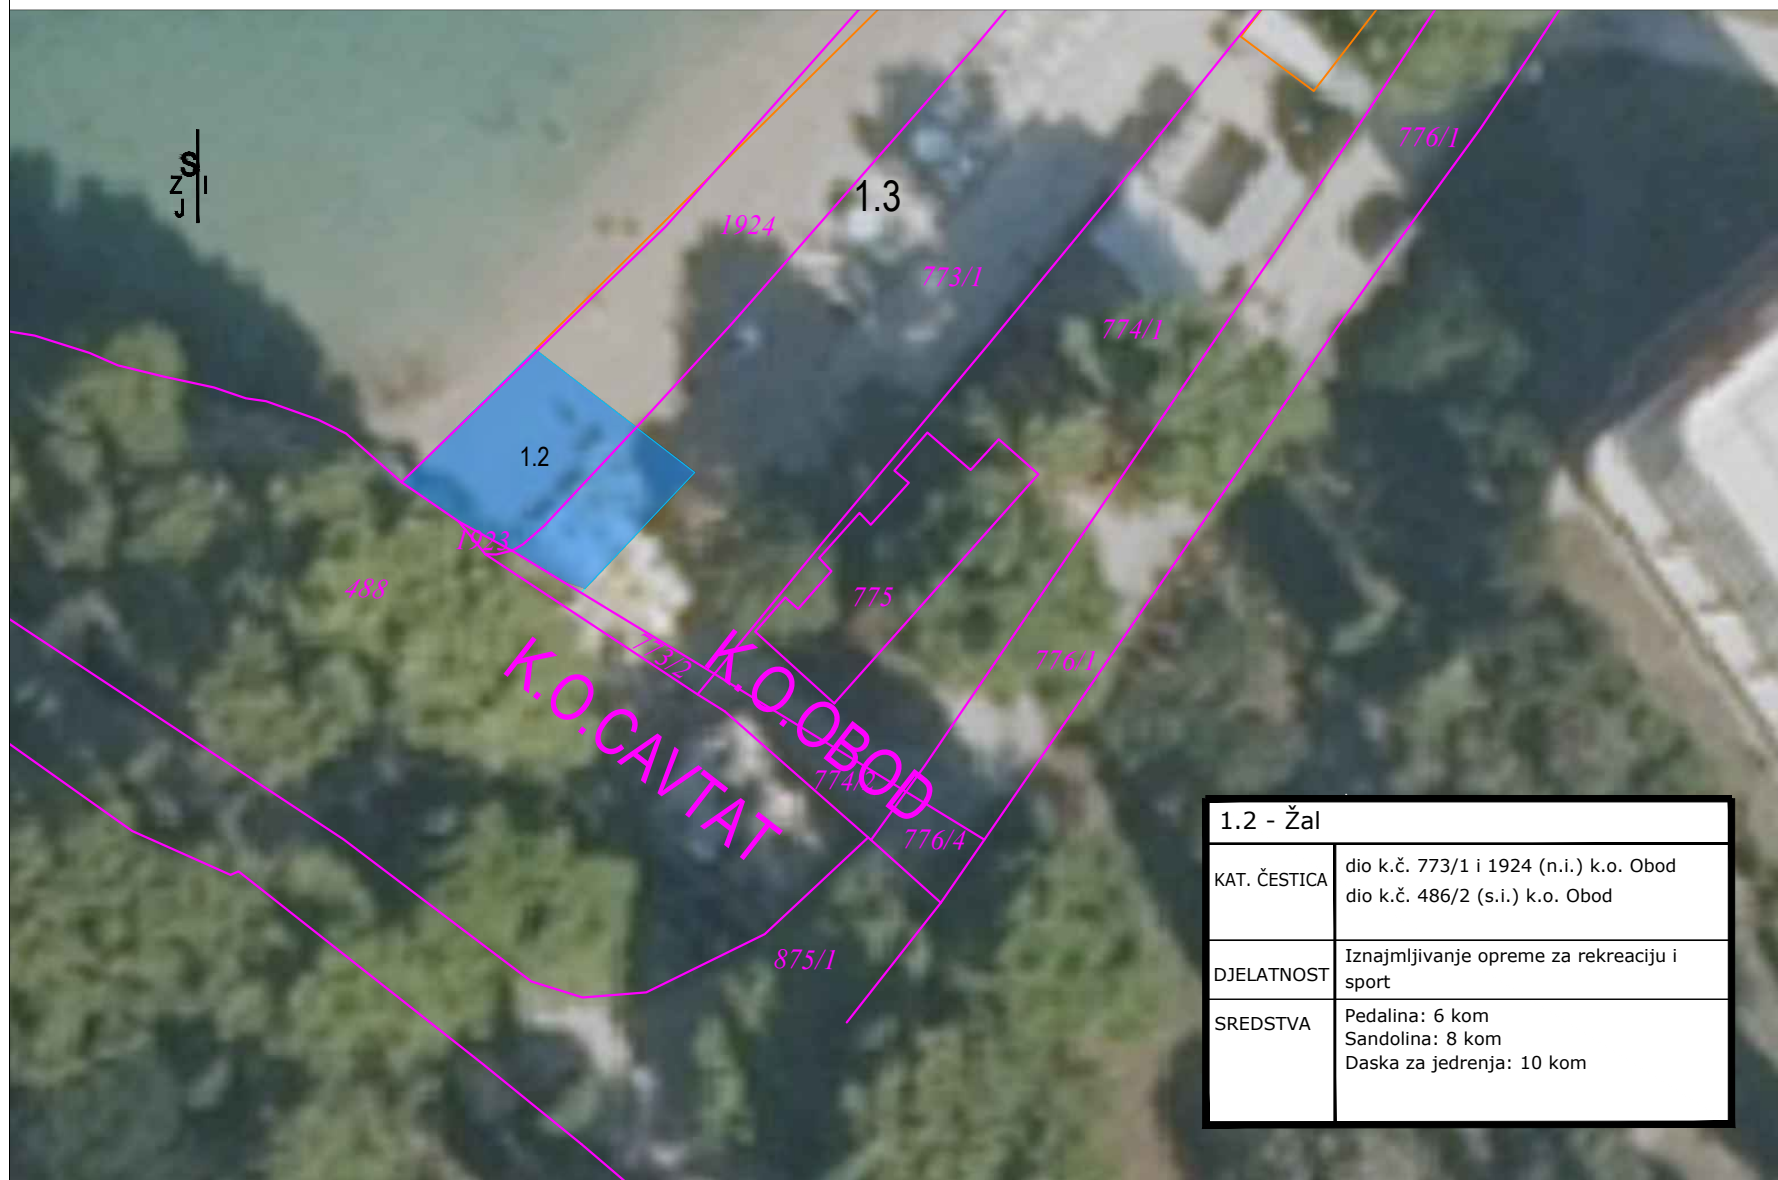 S
Z I
J
776/1
1.3
1924
773/1
774/1
1.2
1923
488
775
773/2
776/1
K.O.CAVTAT
K.O.OBOD
774/2
776/4
875/1
1.2 - Žal
KAT. ČESTICA
dio k.č. 773/1 i 1924 (n.i.) k.o. Obod
dio k.č. 486/2 (s.i.) k.o. Obod
DJELATNOST
Iznajmljivanje opreme za rekreaciju i
sport
SREDSTVA
Pedalina: 6 kom
Sandolina: 8 kom
Daska za jedrenja: 10 kom